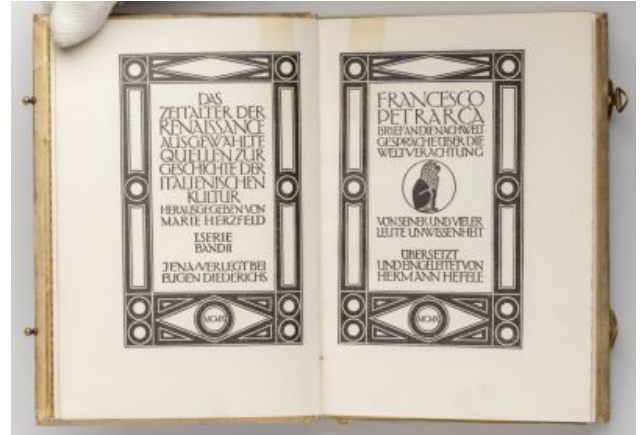 DAS
ZEITALTER DER
RENAISSANCE
AUSGEWÄHLTE
QUELLEN ZUR
GESCHICHTE DER
ITALIENISCHEN
KULTUR
HERAUSGEGEBEN VON
MARIE HERZFELD
I.SERIE
BAND II
JENA/VERLEGT BEI
EUGEN DIEDERICHS
MCMX
FRANCESCO
PETRARCA
BRIEF AN DIE NACHWELT
GESPRÄCHE ÜBER DIE
WELTVERACHTUNG
VON SEINER UND VIELER
LEUTE UNWISSENHEIT
ÜBERSETZT
UND EINGELEITET VON
HERMANN HEFELE
MCMX